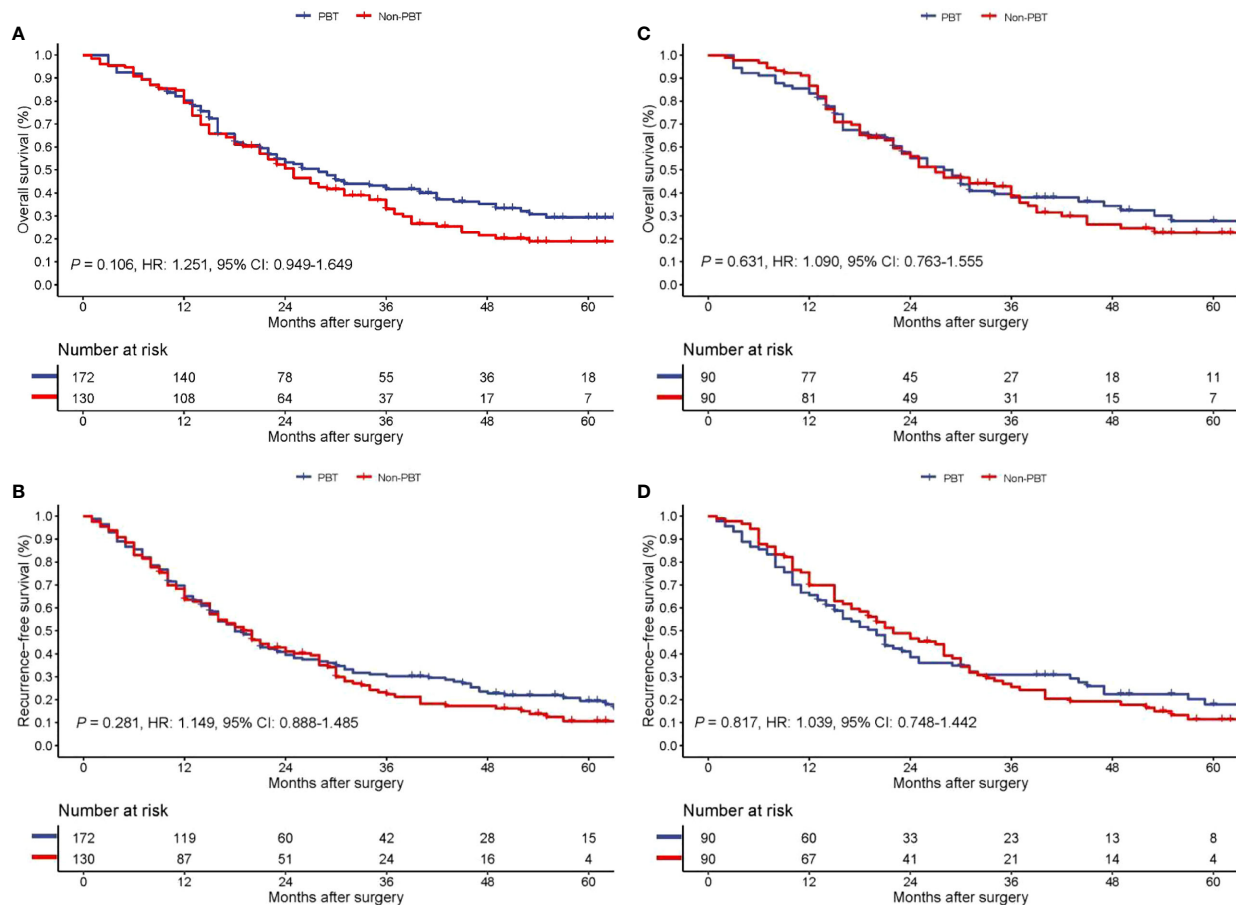 PBT Non-PBT
A
1.0
0.9
0.8
0.7
0.6
0.5
0.4
0.3
0.2
0.1
0.0
Overall survival (%)
P = 0.106, HR: 1.251, 95% CI: 0.949-1.649
0 12 24 36 48 60
Months after surgery
Number at risk
172 140 78 55 36 18
130 108 64 37 17 7
0 12 24 36 48 60
Months after surgery
PBT Non-PBT
B
1.0
0.9
0.8
0.7
0.6
0.5
0.4
0.3
0.2
0.1
0.0
Recurrence-free survival (%)
P = 0.281, HR: 1.149, 95% CI: 0.888-1.485
0 12 24 36 48 60
Months after surgery
Number at risk
172 119 60 42 28 15
130 87 51 24 16 4
0 12 24 36 48 60
Months after surgery
PBT Non-PBT
C
1.0
0.9
0.8
0.7
0.6
0.5
0.4
0.3
0.2
0.1
0.0
Overall survival (%)
P = 0.631, HR: 1.090, 95% CI: 0.763-1.555
0 12 24 36 48 60
Months after surgery
Number at risk
90 77 45 27 18 11
90 81 49 31 15 7
0 12 24 36 48 60
Months after surgery
PBT Non-PBT
D
1.0
0.9
0.8
0.7
0.6
0.5
0.4
0.3
0.2
0.1
0.0
Recurrence-free survival (%)
P = 0.817, HR: 1.039, 95% CI: 0.748-1.442
0 12 24 36 48 60
Months after surgery
Number at risk
90 60 33 23 13 8
90 67 41 21 14 4
0 12 24 36 48 60
Months after surgery